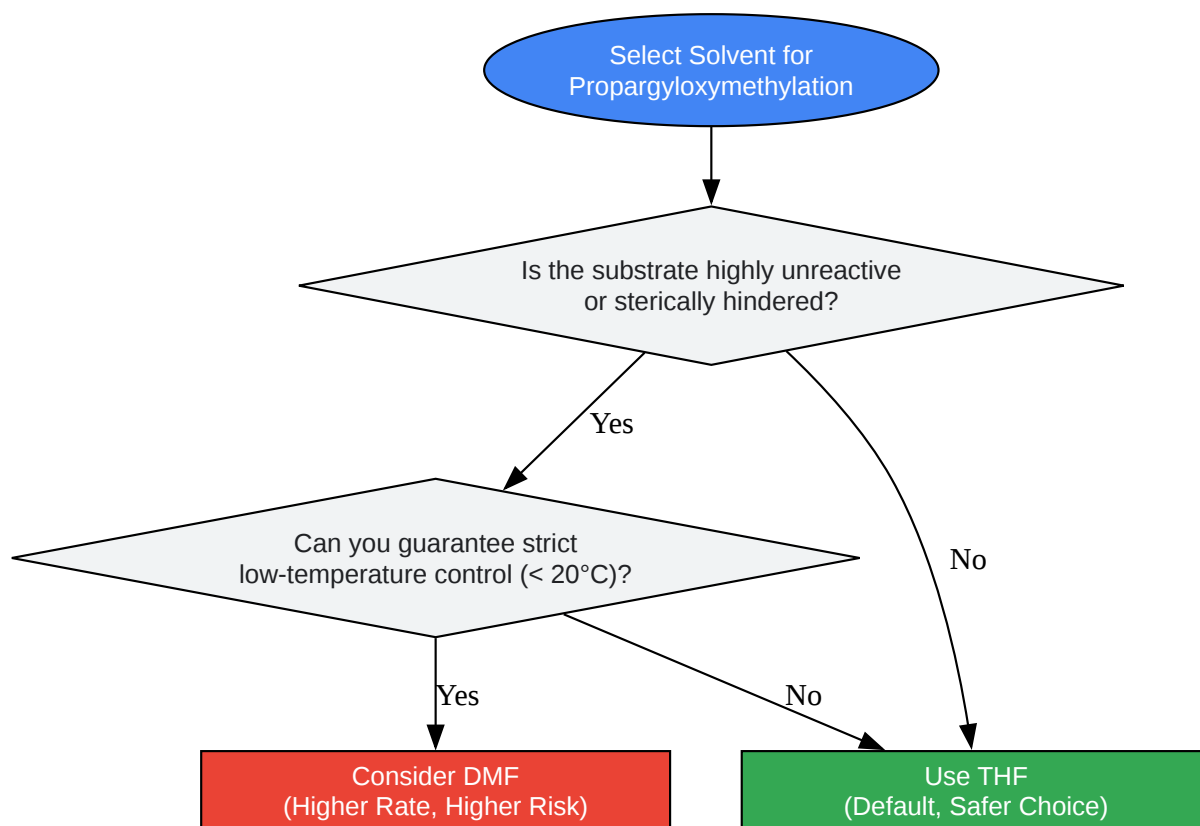 Select Solvent for
Propargyloxymethylation
Is the substrate highly unreactive
or sterically hindered?
Yes
No
Can you guarantee strict
low-temperature control (< 20°C)?
Yes
No
Consider DMF
(Higher Rate, Higher Risk)
Use THF
(Default, Safer Choice)